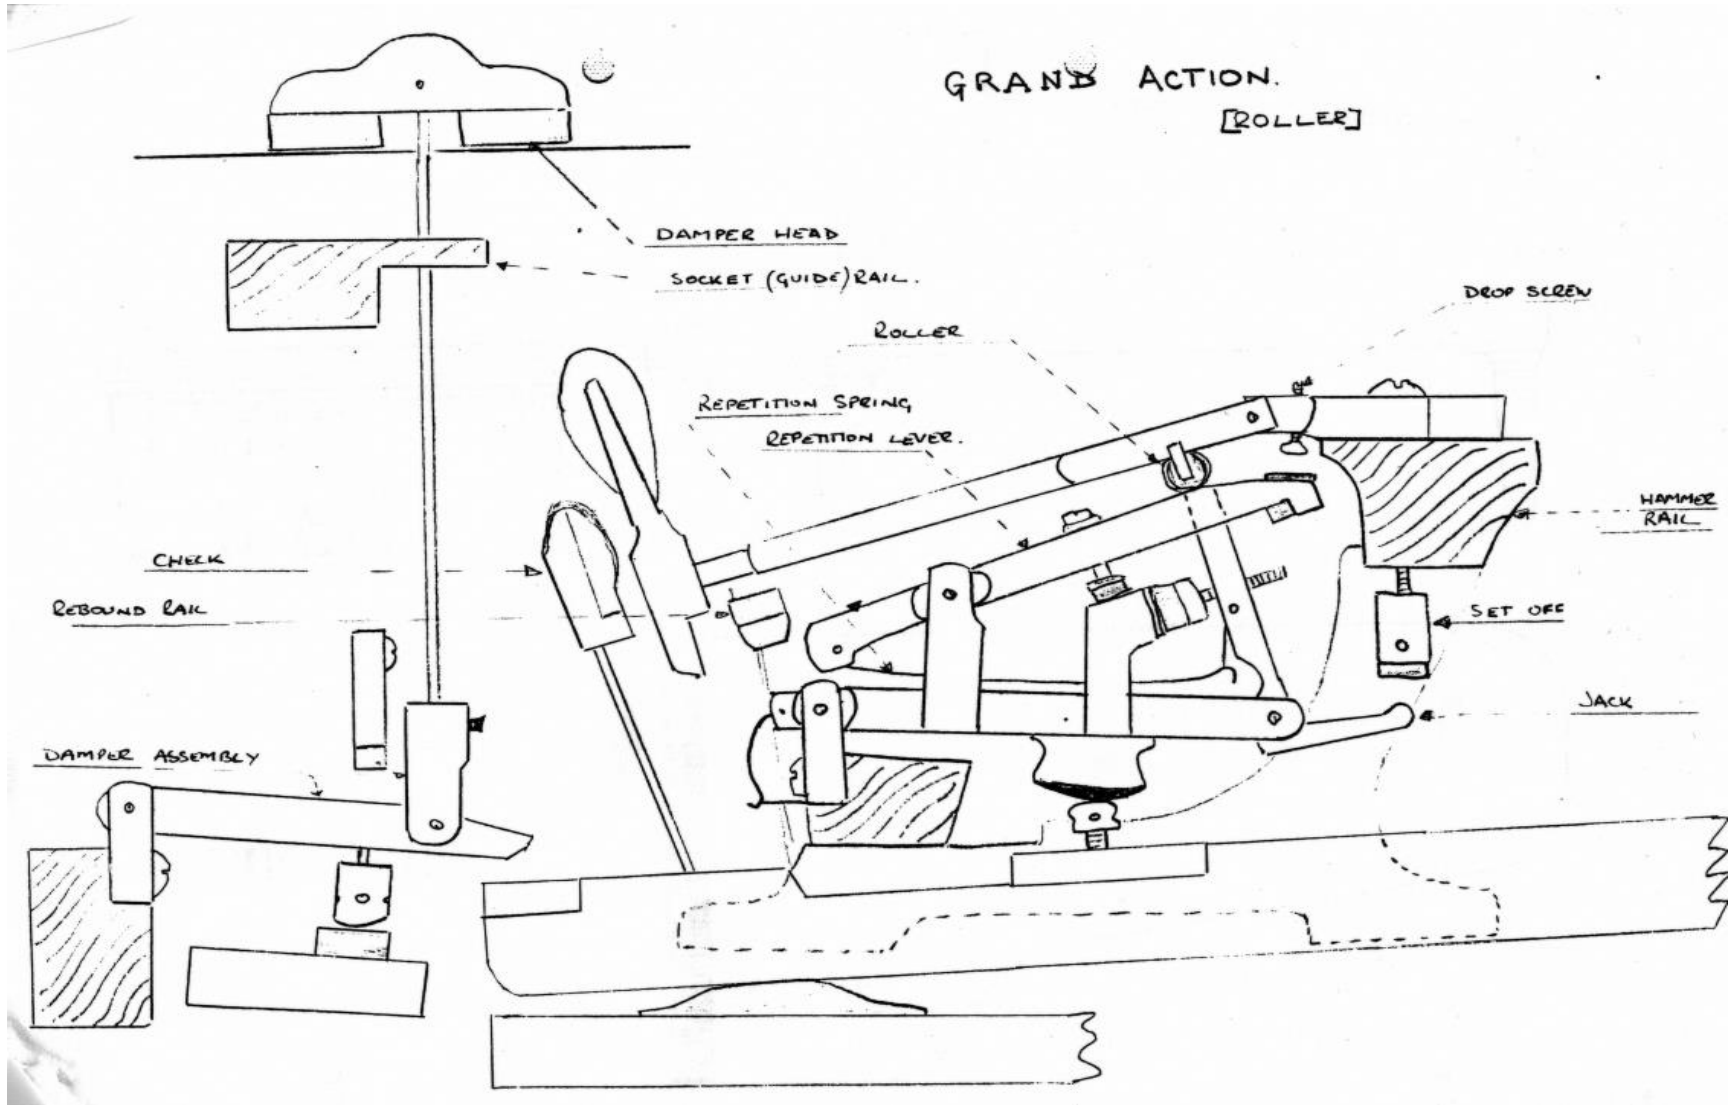 GRAND ACTION.
[ROLLER]
DAMPER HEAD
SOCKET (GUIDE) RAIL.
DROP SCREW
ROLLER
REPETITION SPRING
REPETITION LEVER.
HAMMER
RAIL
CHECK
REBOUND RAIL
SET OFF
JACK
DAMPER ASSEMBLY